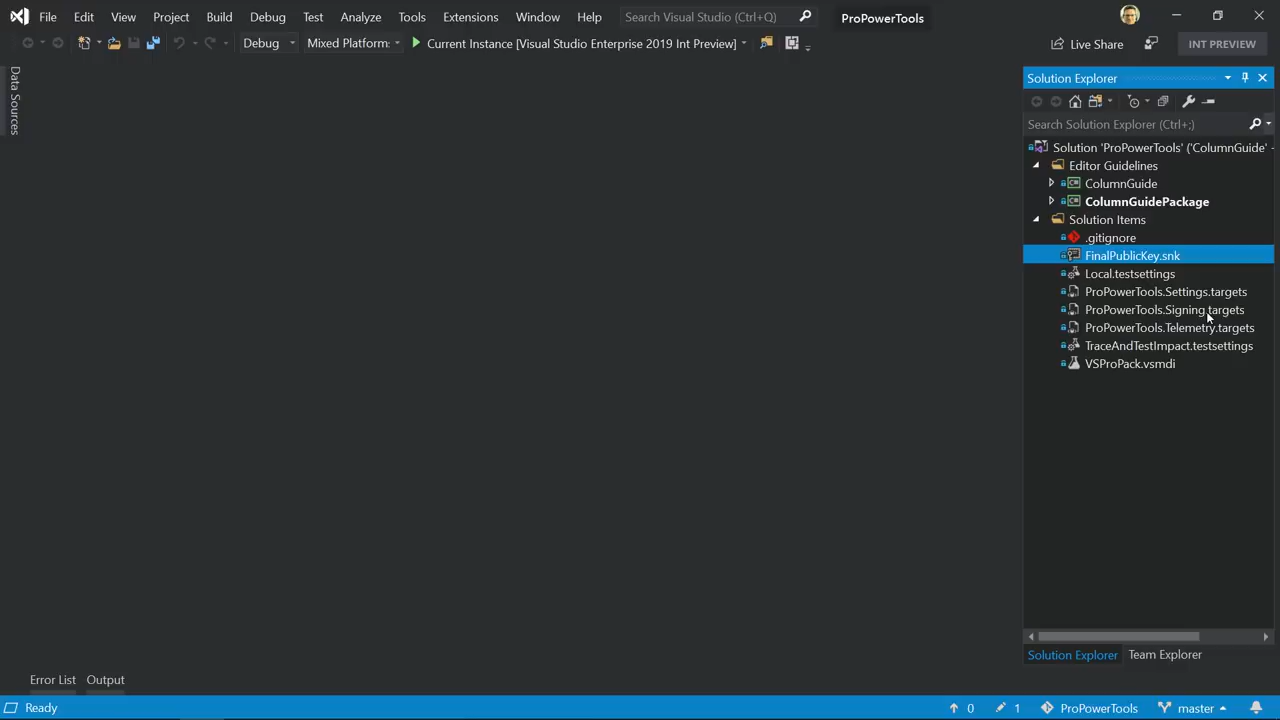 File Edit View Project Build Debug Test Analyze Tools Extensions Window Help Search Visual Studio (Ctrl+Q) ProPowerTools
Debug Mixed Platform: Current Instance [Visual Studio Enterprise 2019 Int Preview] Live Share INT PREVIEW
Data Sources
Solution Explorer
Search Solution Explorer (Ctrl+;)
Solution 'ProPowerTools' ('ColumnGuide' -
Editor Guidelines
ColumnGuide
ColumnGuidePackage
Solution Items
.gitignore
FinalPublicKey.snk
Local.testsettings
ProPowerTools.Settings.targets
ProPowerTools.Signing.targets
ProPowerTools.Telemetry.targets
TraceAndTestImpact.testsettings
VSProPack.vsmdi
Solution Explorer Team Explorer
Error List Output
Ready 0 1 ProPowerTools master